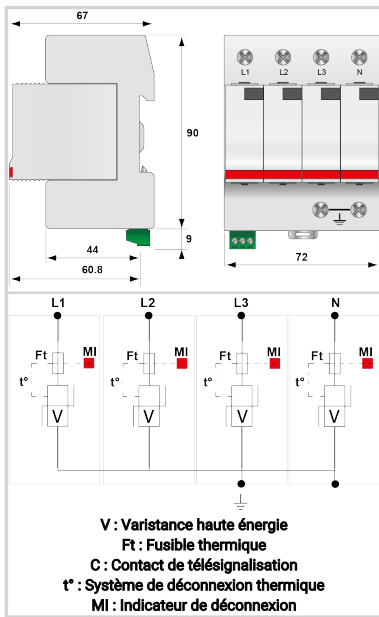 67
90
9
44
60.8
L1 L2 L3 N
72
L1 L2 L3 N
Ft MI Ft MI Ft MI Ft MI
t° t° t° t°
V V V V
V : Varistance haute énergie
Ft : Fusible thermique
C : Contact de télésignalisation
t° : Système de déconnexion thermique
MI : Indicateur de déconnexion